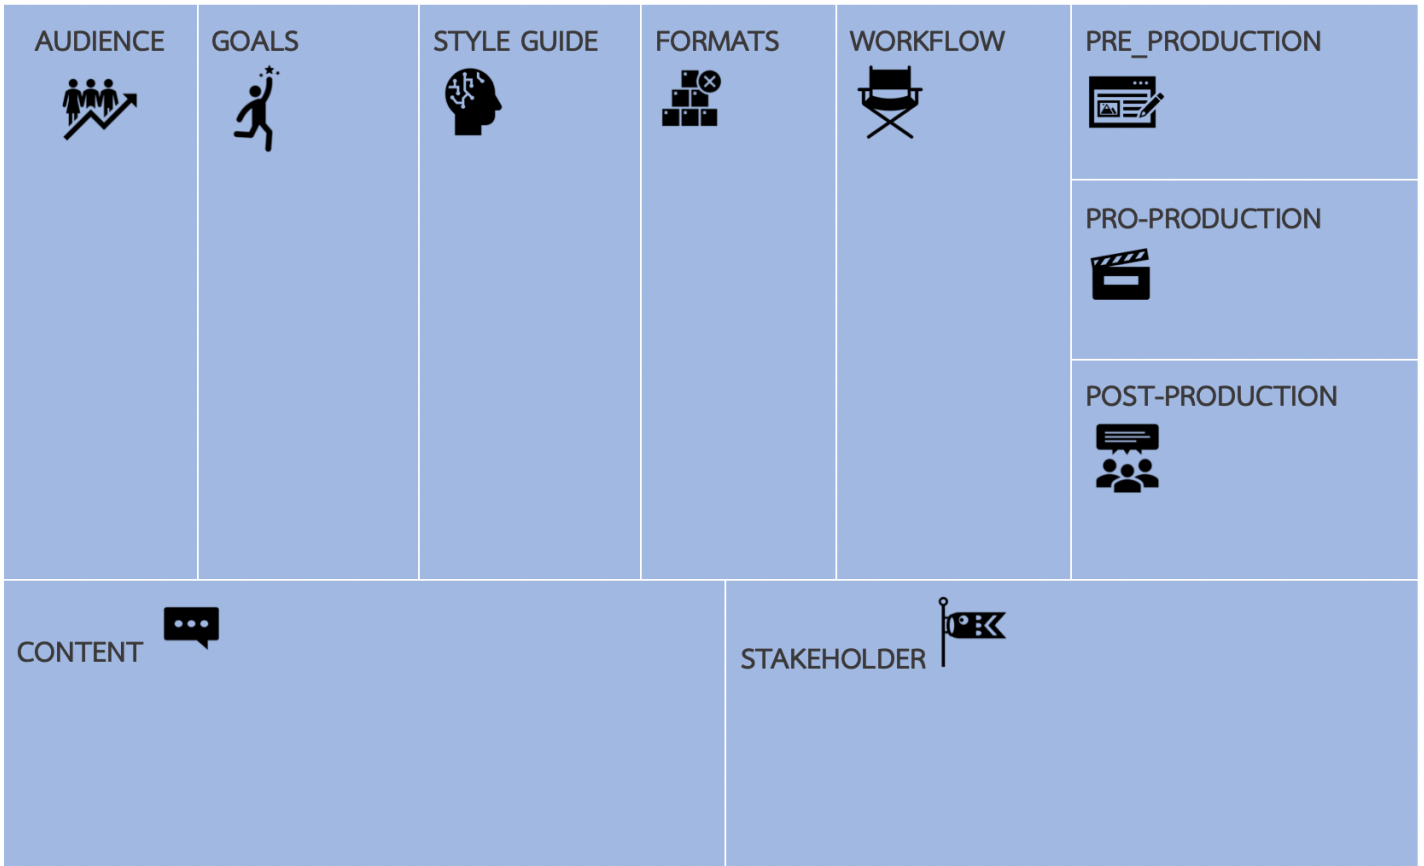 AUDIENCE
GOALS
STYLE GUIDE
FORMATS
WORKFLOW
PRE_PRODUCTION
PRO-PRODUCTION
POST-PRODUCTION
CONTENT
STAKEHOLDER